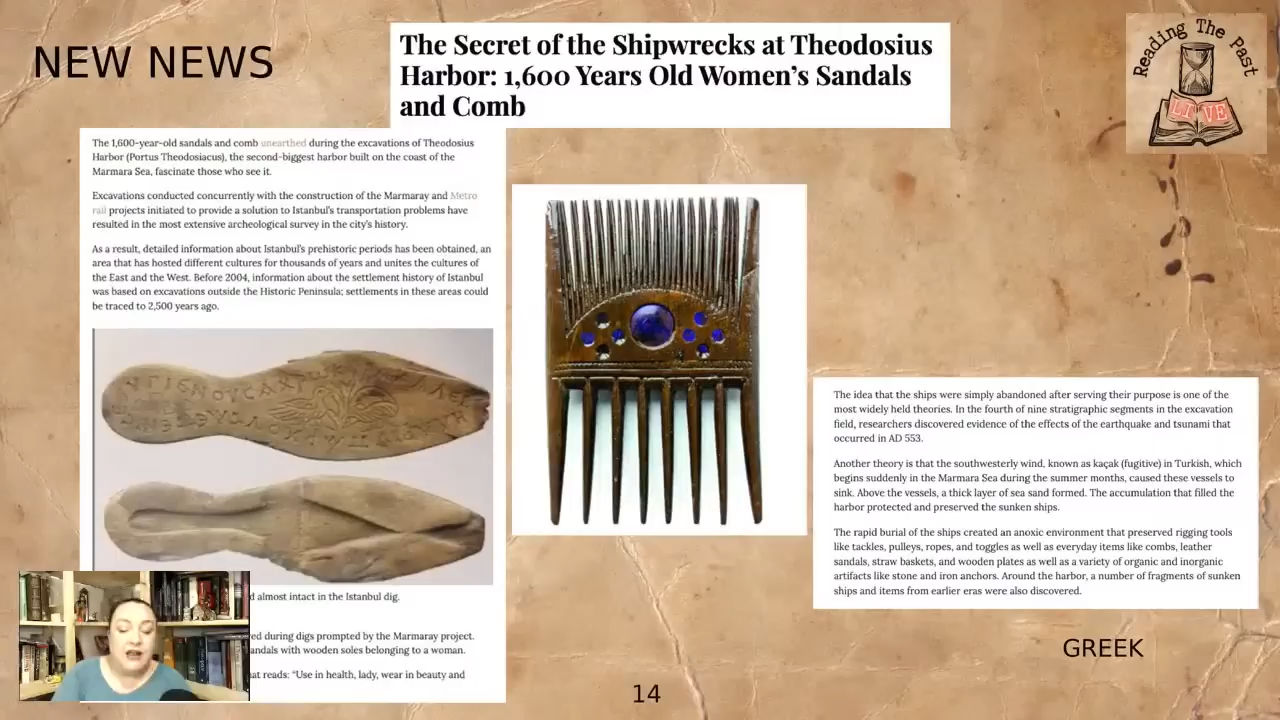 NEW NEWS
The Secret of the Shipwrecks at Theodosius
Harbor: 1,600 Years Old Women's Sandals
and Comb
Reading The Past
LIVE
The 1,600-year-old sandals and comb unearthed during the excavations of Theodosius
Harbor (Portus Theodosiacus), the second-biggest harbor built on the coast of the
Marmara Sea, fascinate those who see it.
Excavations conducted concurrently with the construction of the Marmaray and Metro
rail projects initiated to provide a solution to Istanbul's transportation problems have
resulted in the most extensive archeological survey in the city's history.
As a result, detailed information about Istanbul's prehistoric periods has been obtained, an
area that has hosted different cultures for thousands of years and unites the cultures of
the East and the West. Before 2004, information about the settlement history of Istanbul
was based on excavations outside the Historic Peninsula; settlements in these areas could
be traced to 2,500 years ago.
d almost intact in the Istanbul dig.
ed during digs prompted by the Marmaray project.
andals with wooden soles belonging to a woman.
at reads: “Use in health, lady, wear in beauty and
The idea that the ships were simply abandoned after serving their purpose is one of the
most widely held theories. In the fourth of nine stratigraphic segments in the excavation
field, researchers discovered evidence of the effects of the earthquake and tsunami that
occurred in AD 553.
Another theory is that the southwesterly wind, known as kaçak (fugitive) in Turkish, which
begins suddenly in the Marmara Sea during the summer months, caused these vessels to
sink. Above the vessels, a thick layer of sea sand formed. The accumulation that filled the
harbor protected and preserved the sunken ships.
The rapid burial of the ships created an anoxic environment that preserved rigging tools
like tackles, pulleys, ropes, and toggles as well as everyday items like combs, leather
sandals, straw baskets, and wooden plates as well as a variety of organic and inorganic
artifacts like stone and iron anchors. Around the harbor, a number of fragments of sunken
ships and items from earlier eras were also discovered.
GREEK
14